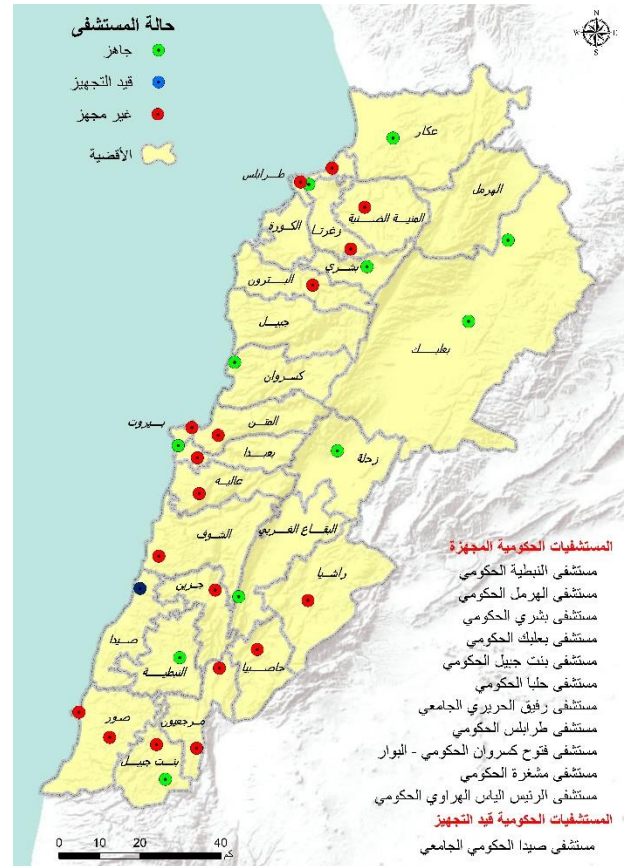 حالة المستشفى
جاهز
قيد التجهيز
غير مجهز
الأقضية
N
W E
S
عكار
طرابلس
الهرمل
المنية الضنية
زغرتا
الكورة
بشري
البترون
جبيل
بعلبك
كسروان
المتن
بيروت
بعبدا
زحلة
عاليه
الشوف
البقاع الغربي
راشيا
جزين
صيدا
حاصبيا
النبطية
مرجعيون
صور
بنت جبيل
المستشفيات الحكومية المجهزة
مستشفى النبطية الحكومي
مستشفى الهرمل الحكومي
مستشفى بشري الحكومي
مستشفى بعلبك الحكومي
مستشفى بنت جبيل الحكومي
مستشفى حلبا الحكومي
مستشفى رفيق الحريري الجامعي
مستشفى طرابلس الحكومي
مستشفى فتوح كسروان الحكومي - البوار
مستشفى مشغرة الحكومي
مستشفى الرئيس الياس الهراوي الحكومي
المستشفيات الحكومية قيد التجهيز
مستشفى صيدا الحكومي الجامعي
0 10 20 40
كم